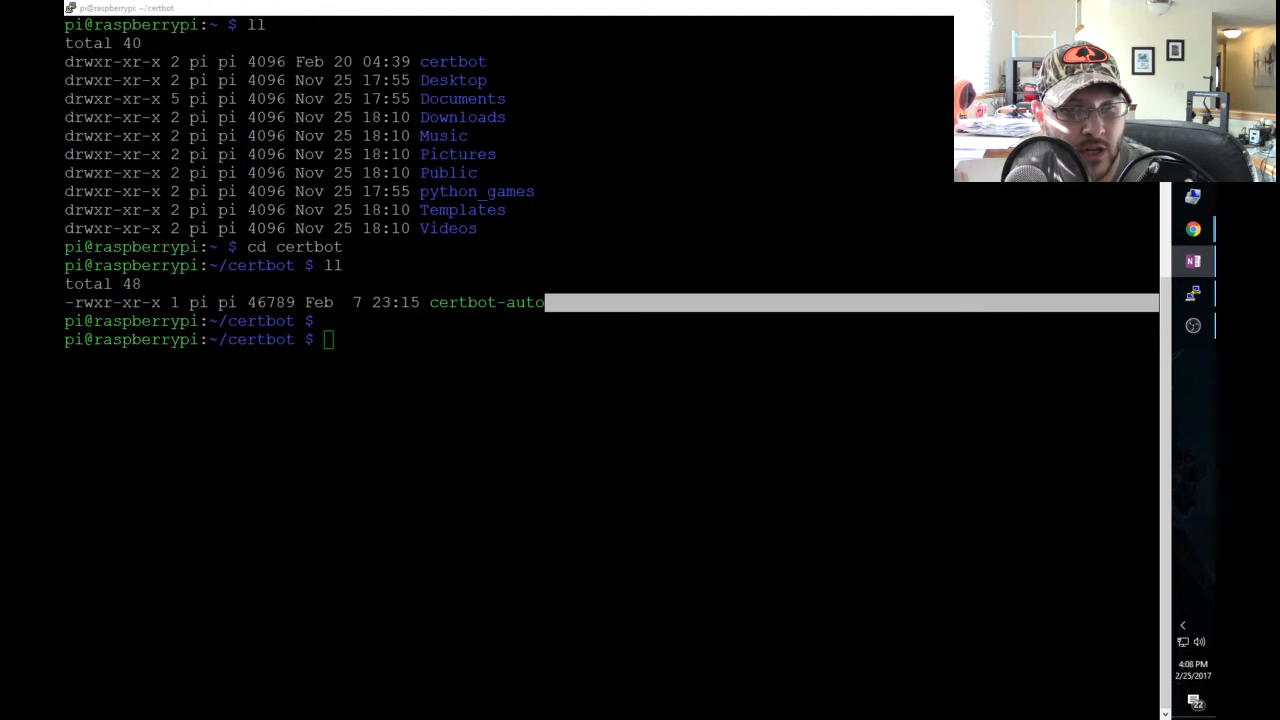 pi@raspberrypi: ~/certbot
pi@raspberrypi:~ $ ll
total 40
drwxr-xr-x 2 pi pi 4096 Feb 20 04:39 certbot
drwxr-xr-x 2 pi pi 4096 Nov 25 17:55 Desktop
drwxr-xr-x 5 pi pi 4096 Nov 25 17:55 Documents
drwxr-xr-x 2 pi pi 4096 Nov 25 18:10 Downloads
drwxr-xr-x 2 pi pi 4096 Nov 25 18:10 Music
drwxr-xr-x 2 pi pi 4096 Nov 25 18:10 Pictures
drwxr-xr-x 2 pi pi 4096 Nov 25 18:10 Public
drwxr-xr-x 2 pi pi 4096 Nov 25 17:55 python_games
drwxr-xr-x 2 pi pi 4096 Nov 25 18:10 Templates
drwxr-xr-x 2 pi pi 4096 Nov 25 18:10 Videos
pi@raspberrypi:~ $ cd certbot
pi@raspberrypi:~/certbot $ ll
total 48
-rwxr-xr-x 1 pi pi 46789 Feb  7 23:15 certbot-auto
pi@raspberrypi:~/certbot $
pi@raspberrypi:~/certbot $
N
4:08 PM
2/25/2017
22